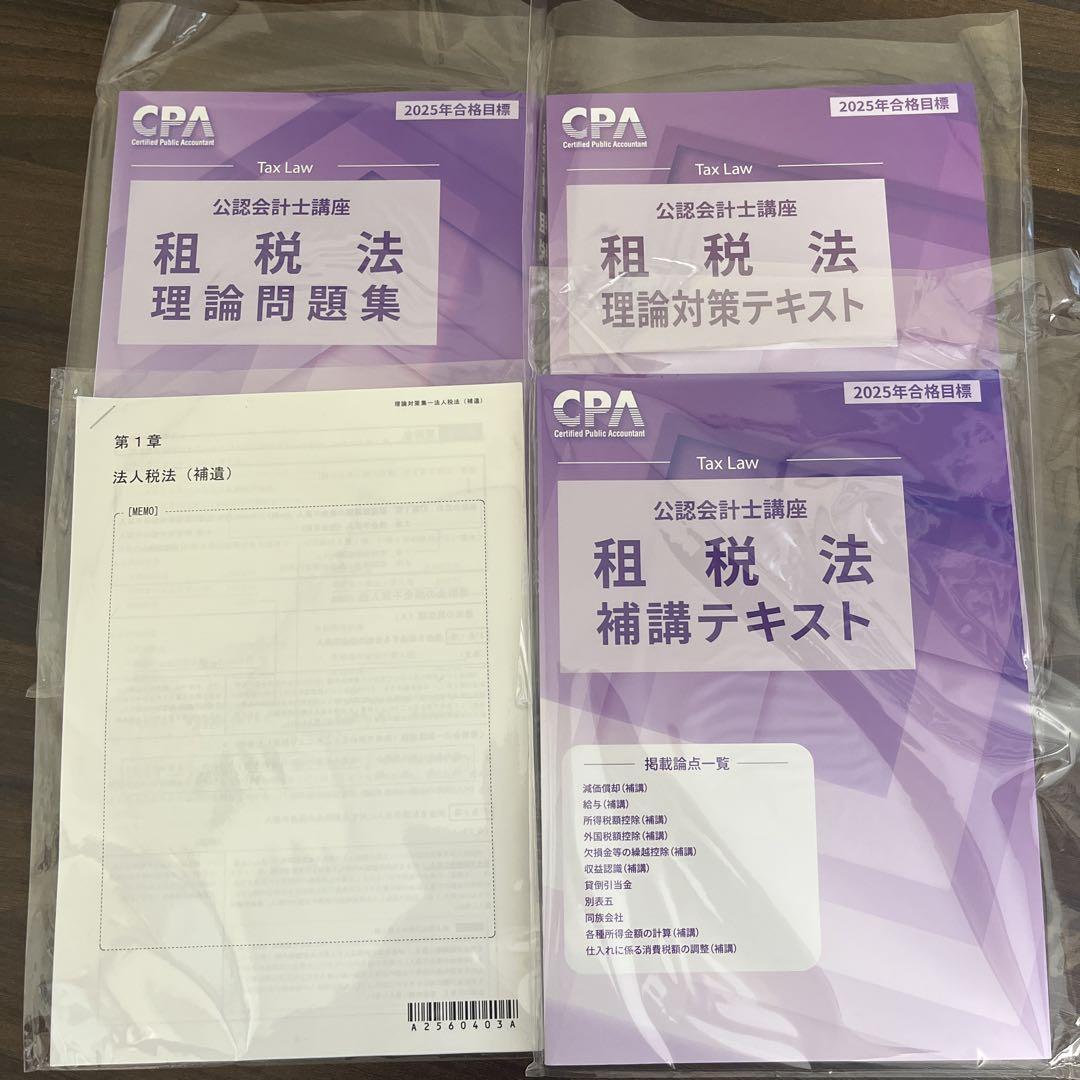 CPA
Certified Public Accountant
2025年合格目標
Tax Law
公認会計士講座
租税法
理論問題集
CPA
Certified Public Accountant
2025年合格目標
Tax Law
公認会計士講座
租税法
理論対策テキスト
理論対策集ー法人税法(補遺)
第1章
法人税法(補遺)
[MEMO]
A2560403A
CPA
Certified Public Accountant
2025年合格目標
Tax Law
公認会計士講座
租税法
補講テキスト
掲載論点一覧
減価償却(補講)
給与(補講)
所得税額控除(補講)
外国税額控除(補講)
欠損金等の繰越控除(補講)
収益認識(補講)
貸倒引当金
別表五
同族会社
各種所得金額の計算(補講)
仕入れに係る消費税額の調整(補講)